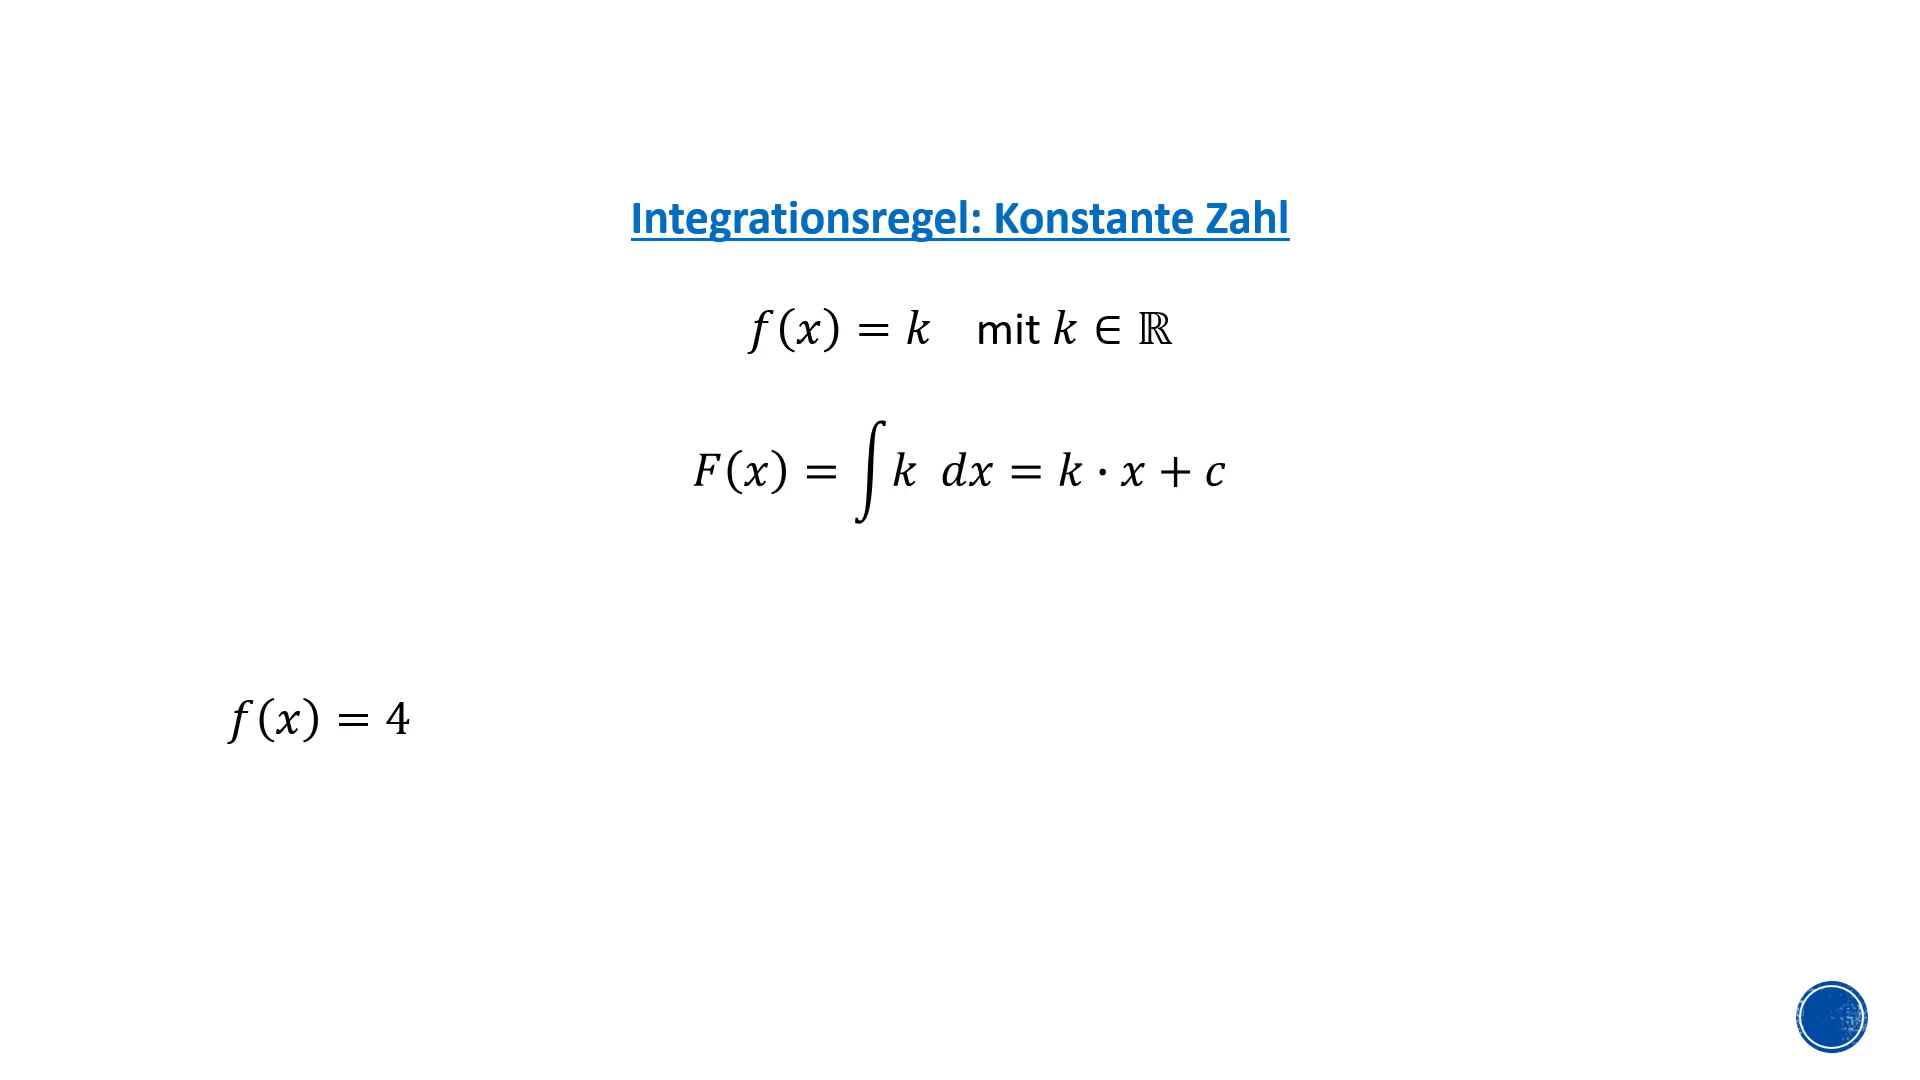 Integrationsregel: Konstante Zahl
f(x) = k mit k ∈ ℝ
F(x) = ∫ k dx = k · x + c
f(x) = 4